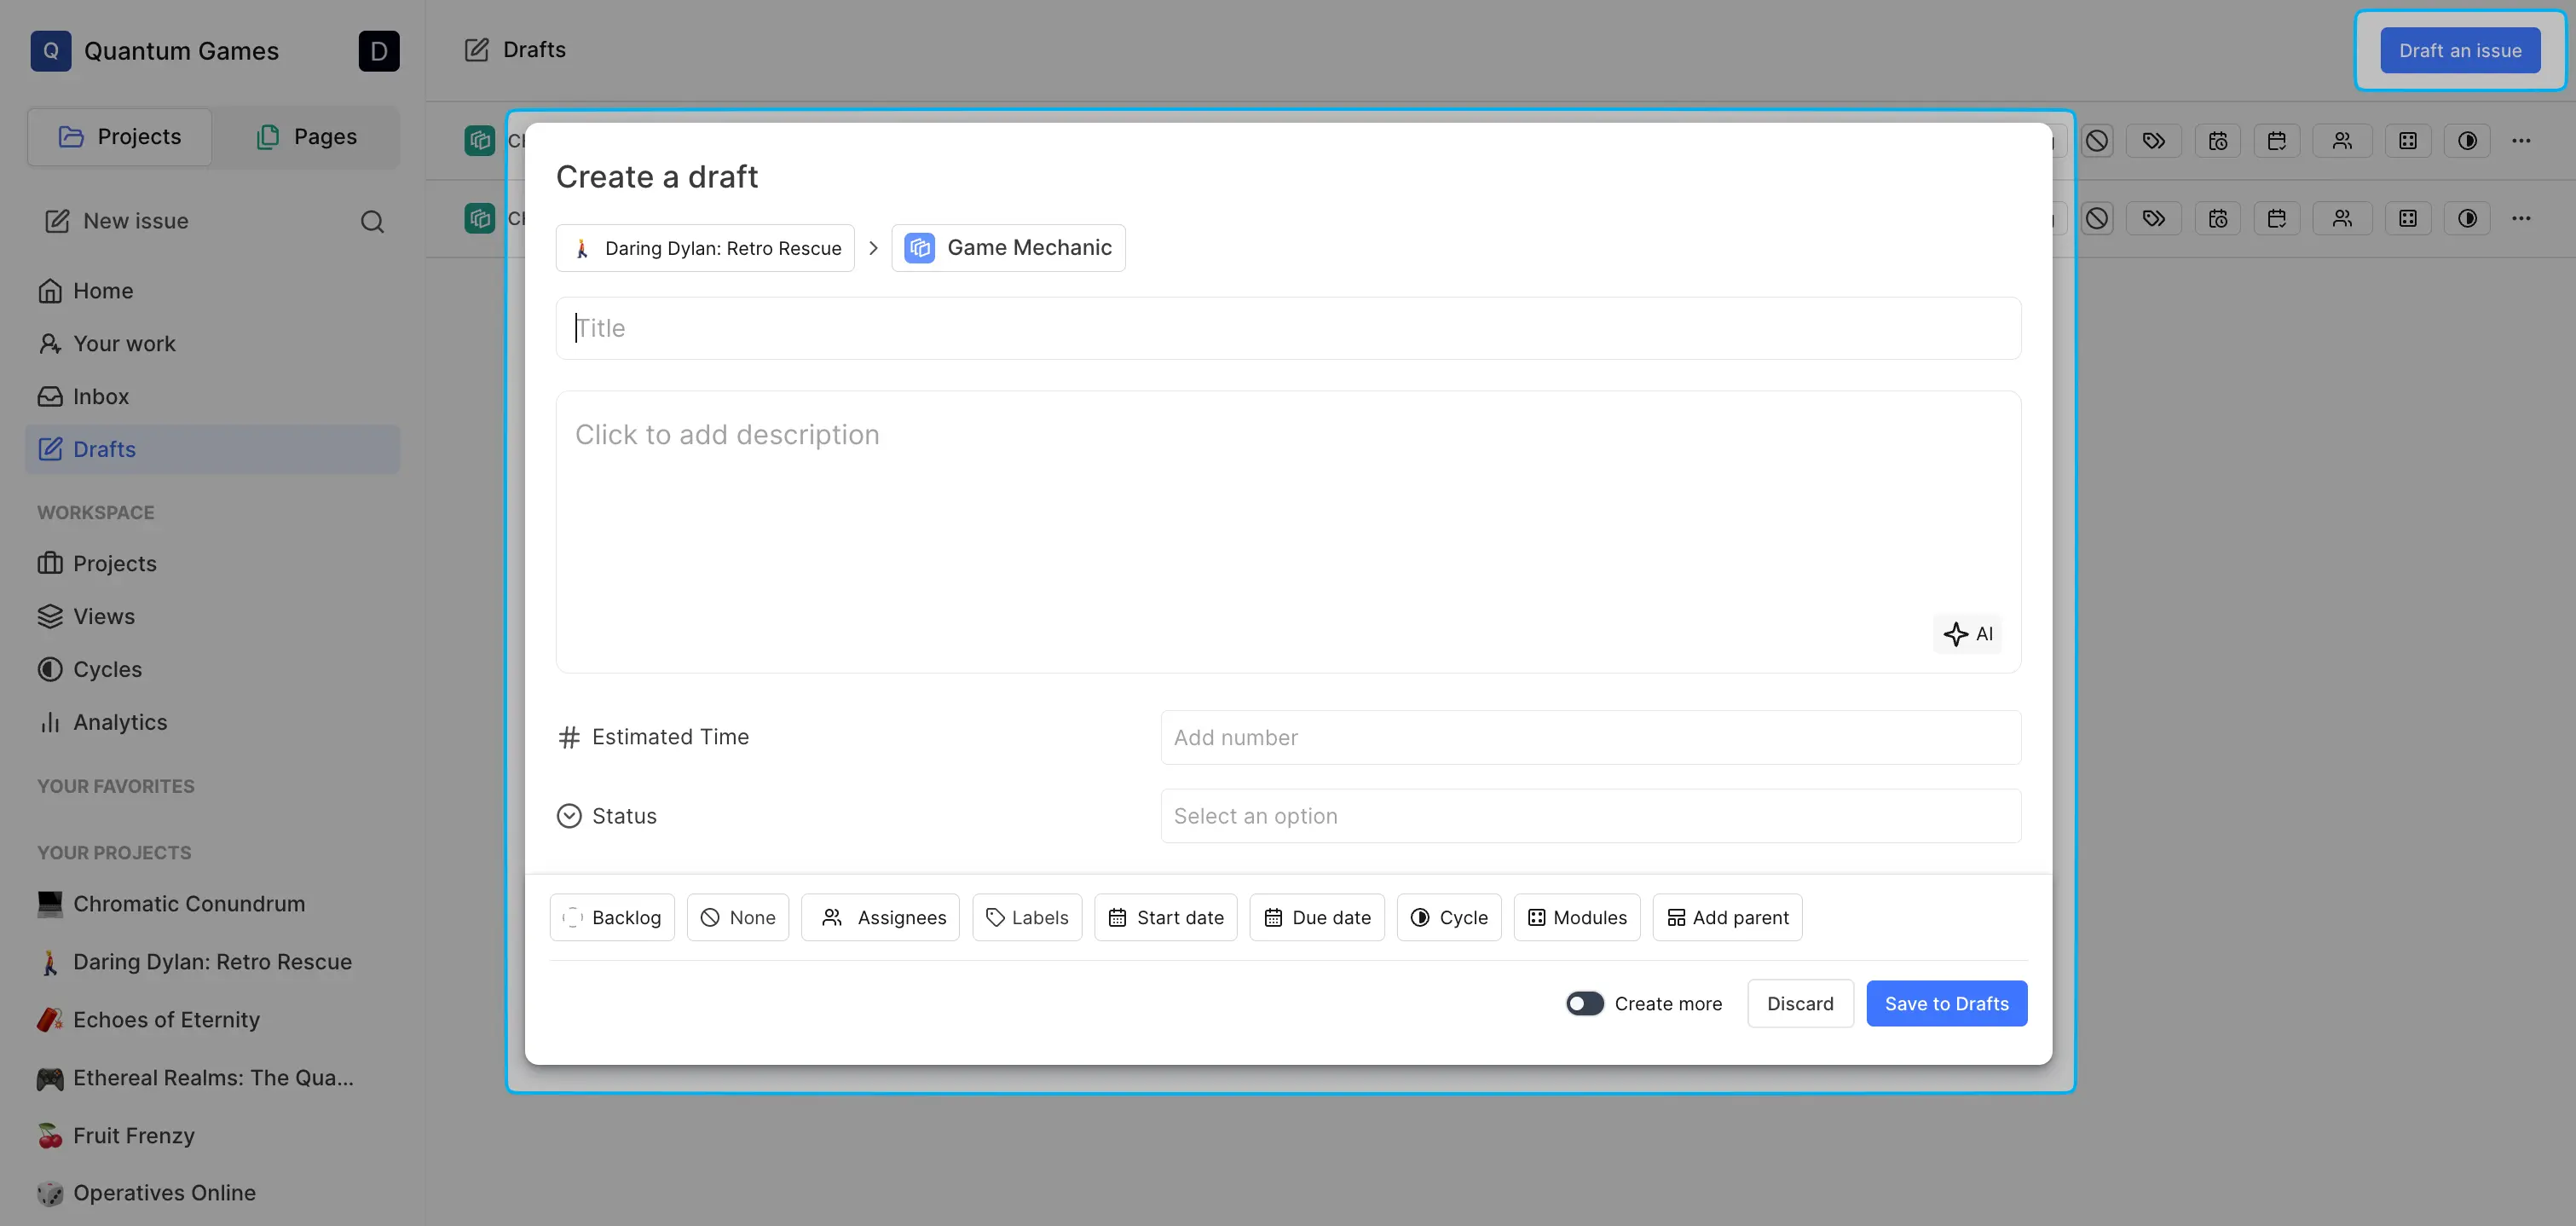 Q Quantum Games D
Drafts
Draft an issue
Projects
Pages
New issue
Home
Your work
Inbox
Drafts
WORKSPACE
Projects
Views
Cycles
Analytics
YOUR FAVORITES
YOUR PROJECTS
Chromatic Conundrum
Daring Dylan: Retro Rescue
Echoes of Eternity
Ethereal Realms: The Qua...
Fruit Frenzy
Operatives Online
Create a draft
Daring Dylan: Retro Rescue > Game Mechanic
Title
Click to add description
AI
Estimated Time
Add number
Status
Select an option
Backlog
None
Assignees
Labels
Start date
Due date
Cycle
Modules
Add parent
Create more
Discard
Save to Drafts